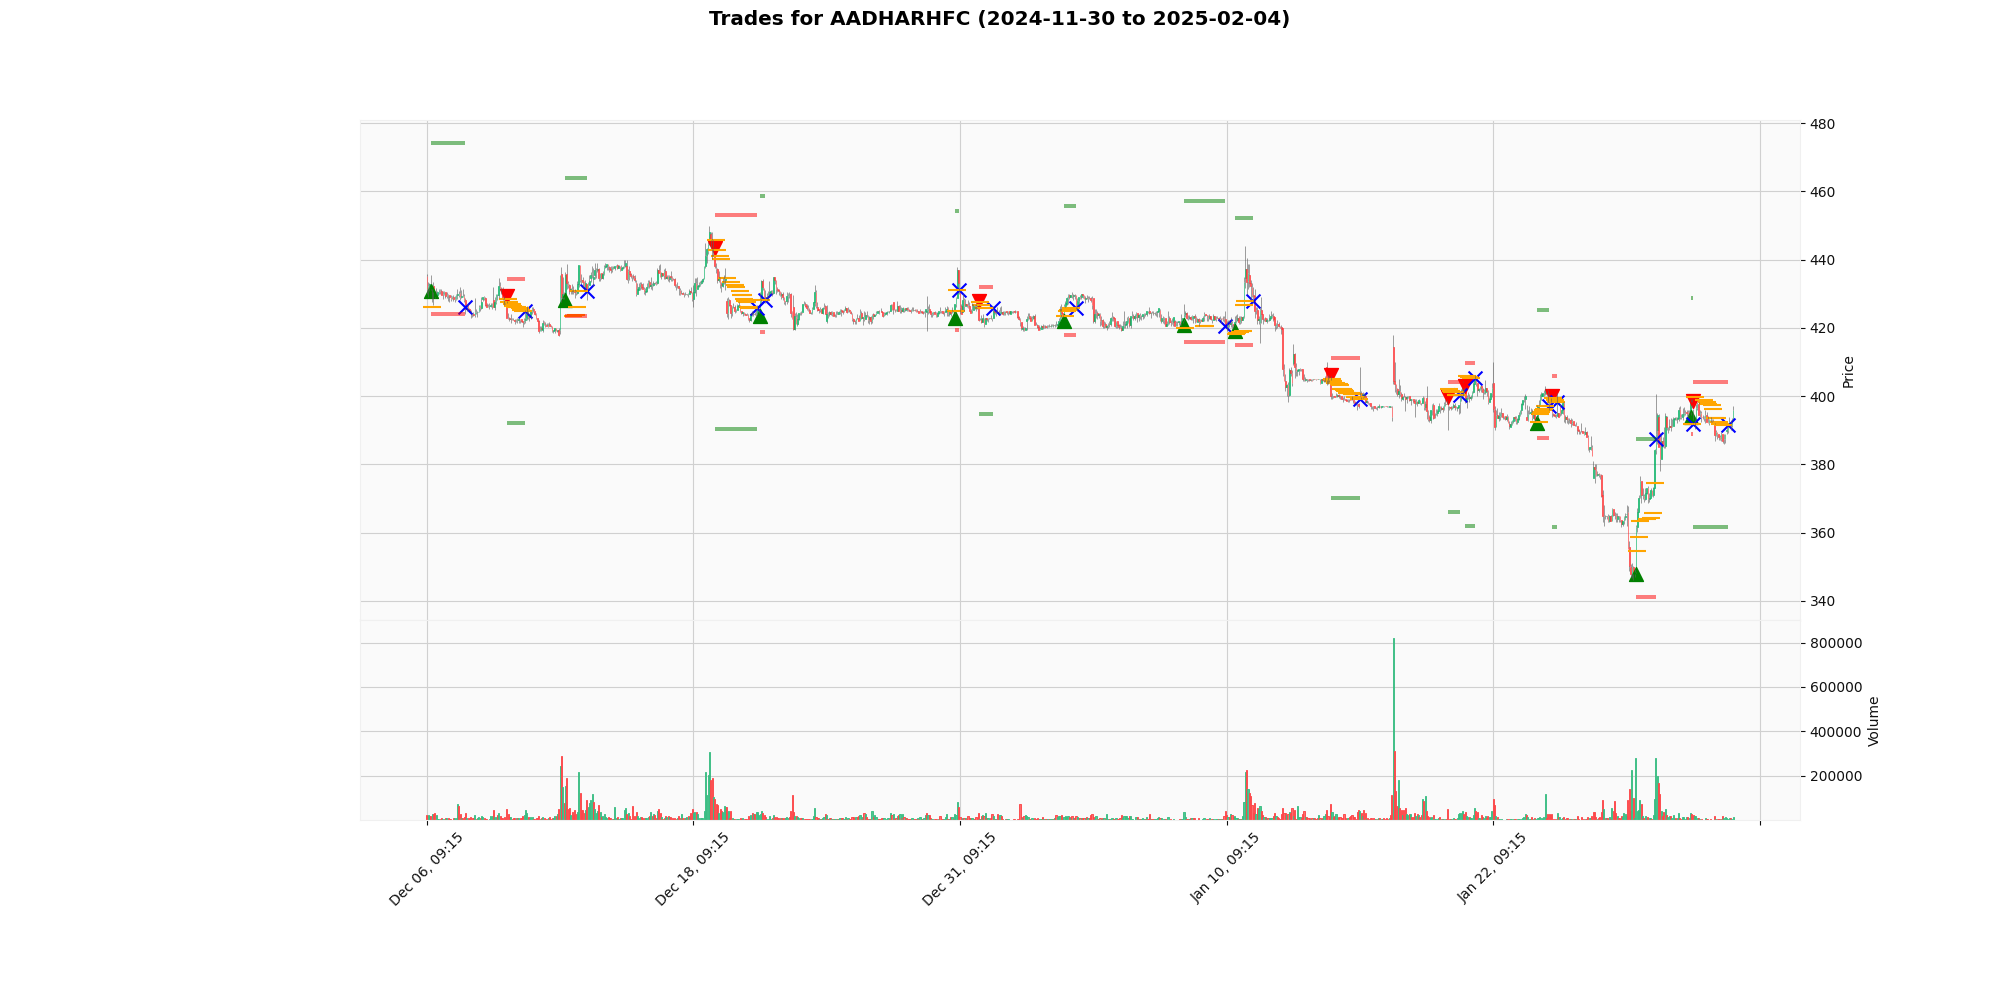 Trades for AADHARHFC (2024-11-30 to 2025-02-04)
480
460
440
420
400
380
360
340
Price
800000
600000
400000
200000
Volume
Dec 06, 09:15
Dec 18, 09:15
Dec 31, 09:15
Jan 10, 09:15
Jan 22, 09:15